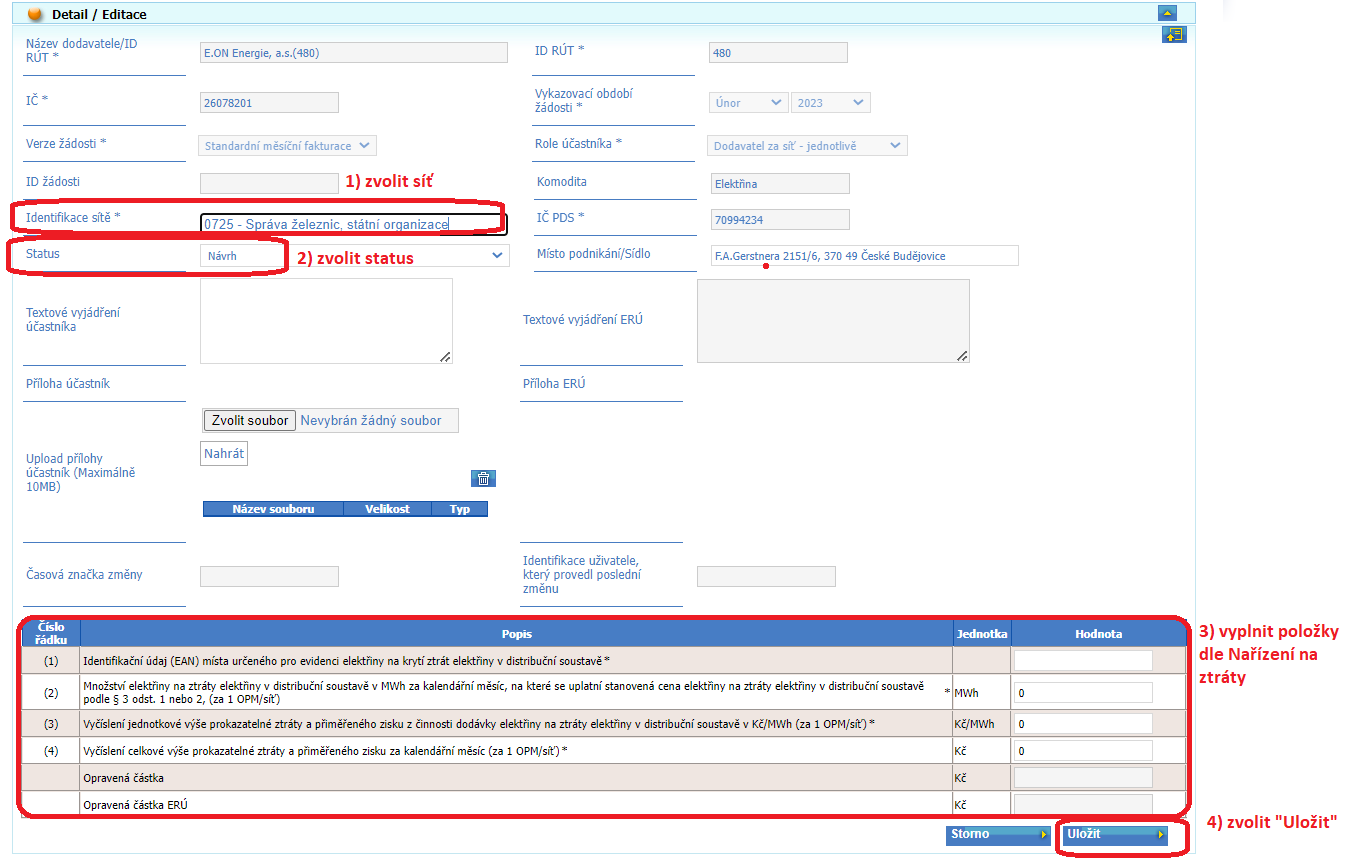 Detail / Editace
Název dodavatele/ID
RÚT *
E.ON Energie, a.s.(480)
ID RÚT *
480
IČ *
26078201
Vykazovací období
žádosti *
Únor
2023
Verze žádosti *
Standardní měsíční fakturace
Role účastníka *
Dodavatel za síť - jednotlivě
ID žádosti
1) zvolit síť
Komodita
Elektřina
Identifikace sítě *
0725 - Správa železnic, státní organizace
IČ PDS *
70994234
Status
Návrh
2) zvolit status
Místo podnikání/Sídlo
F.A.Gerstnera 2151/6, 370 49 České Budějovice
Textové vyjádření
účastníka
Textové vyjádření ERÚ
Příloha účastník
Příloha ERÚ
Zvolit soubor Nevybrán žádný soubor
Nahrát
Upload přílohy
účastník (Maximálně
10MB)
Název souboru Velikost Typ
Časová značka změny
Identifikace uživatele,
který provedl poslední
změnu
Číslo
řádku
Popis
Jednotka
Hodnota
(1) Identifikační údaj (EAN) místa určeného pro evidenci elektřiny na krytí ztrát elektřiny v distribuční soustavě *
(2) Množství elektřiny na ztráty elektřiny v distribuční soustavě v MWh za kalendářní měsíc, na které se uplatní stanovená cena elektřiny na ztráty elektřiny v distribuční soustavě
podle § 3 odst. 1 nebo 2, (za 1 OPM/síť) * MWh 0
(3) Vyčíslení jednotkové výše prokazatelné ztráty a přiměřeného zisku z činnosti dodávky elektřiny na ztráty elektřiny v distribuční soustavě v Kč/MWh (za 1 OPM/síť) * Kč/MWh 0
(4) Vyčíslení celkové výše prokazatelné ztráty a přiměřeného zisku za kalendářní měsíc (za 1 OPM/síť) * Kč 0
Opravená částka Kč
Opravená částka ERÚ Kč
3) vyplnit položky
dle Nařízení na
ztráty
Storno
Uložit
4) zvolit "Uložit"